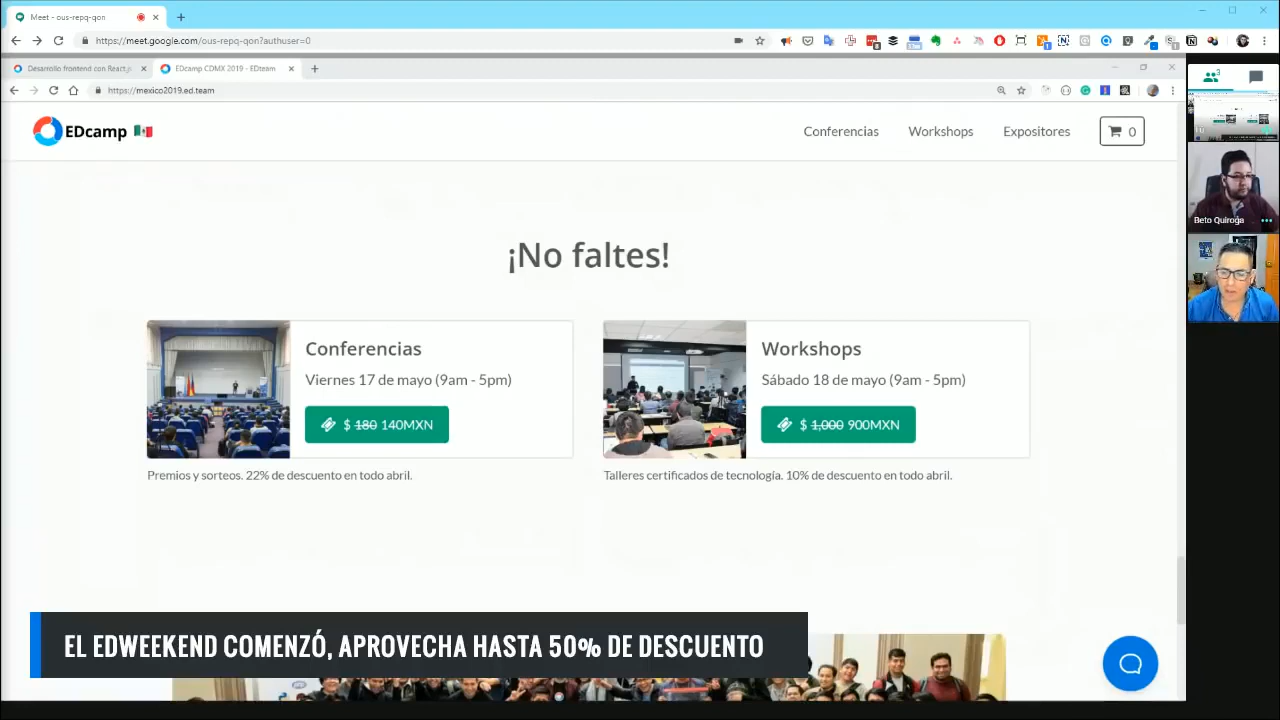 Meet - ous-repq-qon
https://meet.google.com/ous-repq-qon?authuser=0
Desarrollo frontend con React.js
EDcamp CDMX 2019 - EDteam
https://mexico2019.ed.team
EDcamp
Conferencias
Workshops
Expositores
0
3
Beto Quiroga
¡No faltes!
Conferencias
Viernes 17 de mayo (9am - 5pm)
$ 180 140MXN
Premios y sorteos. 22% de descuento en todo abril.
Workshops
Sábado 18 de mayo (9am - 5pm)
$ 1,000 900MXN
Talleres certificados de tecnología. 10% de descuento en todo abril.
EL EDWEEKEND COMENZÓ, APROVECHA HASTA 50% DE DESCUENTO